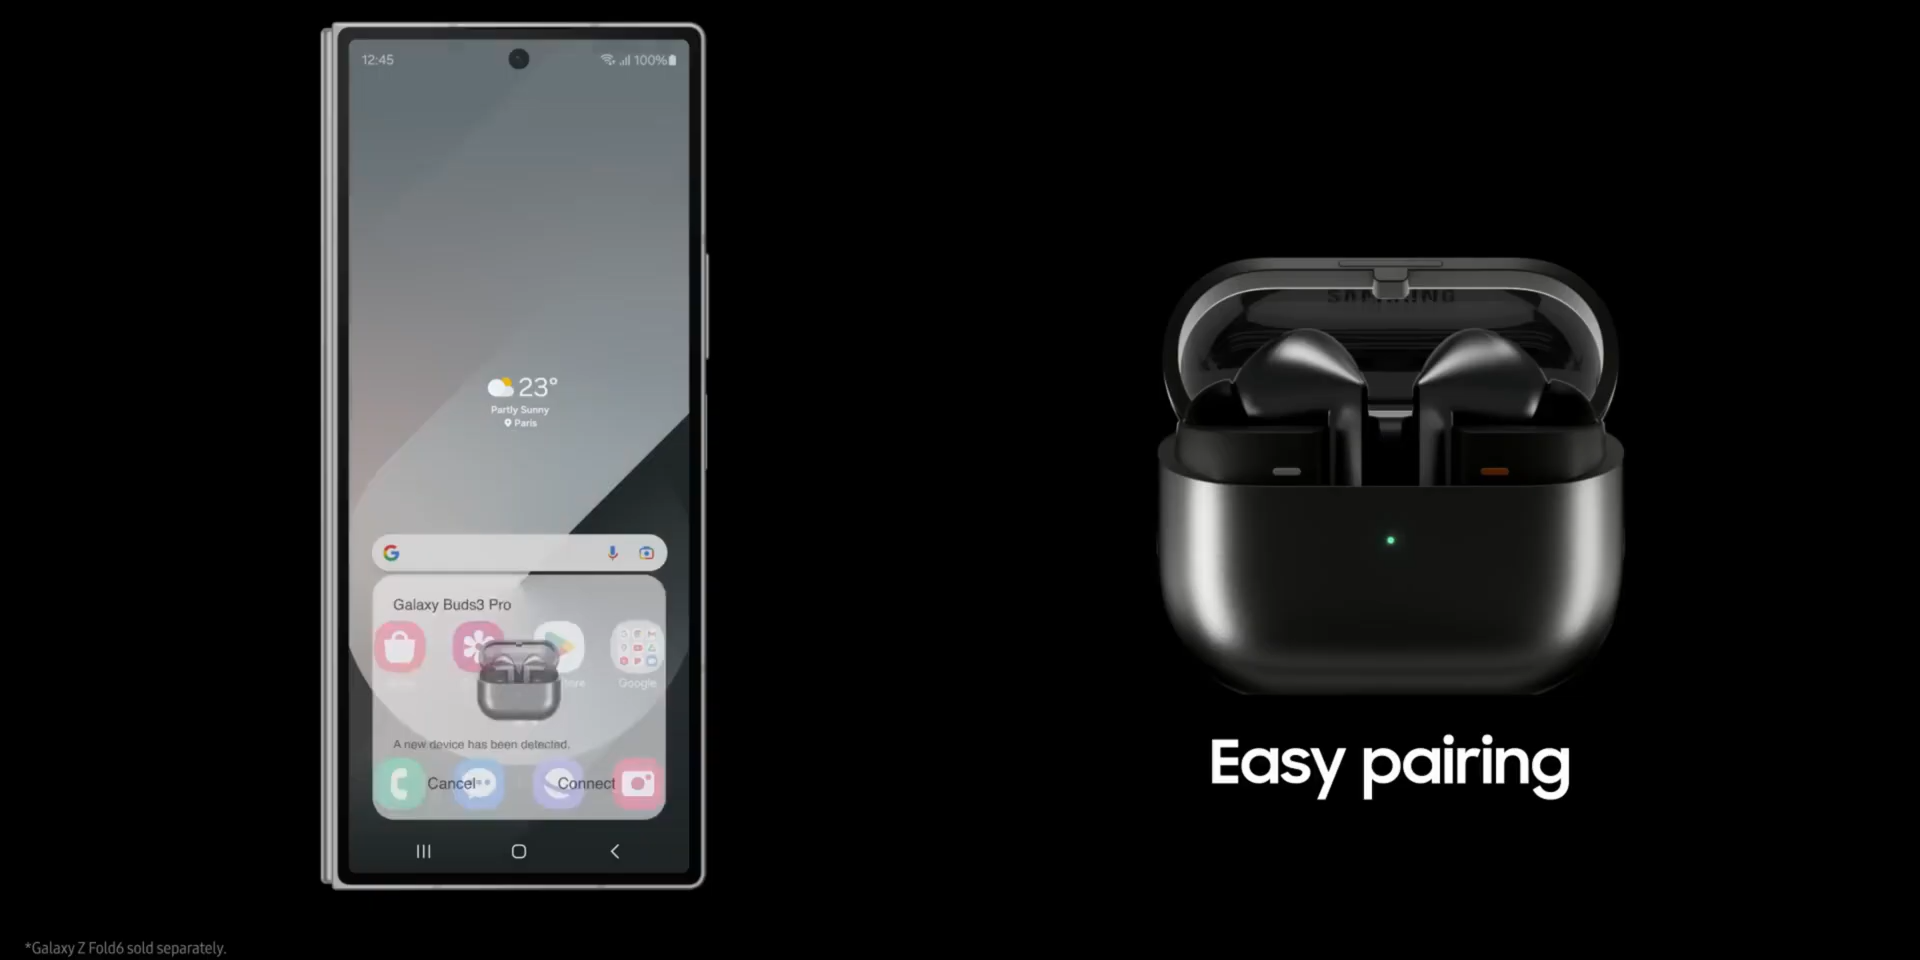 12:45
100%
23°
Partly Sunny
Paris
Galaxy Buds3 Pro
Google
A new device has been detected.
Cancel
Connect
SAMSUNG
Easy pairing
*Galaxy Z Fold6 sold separately.